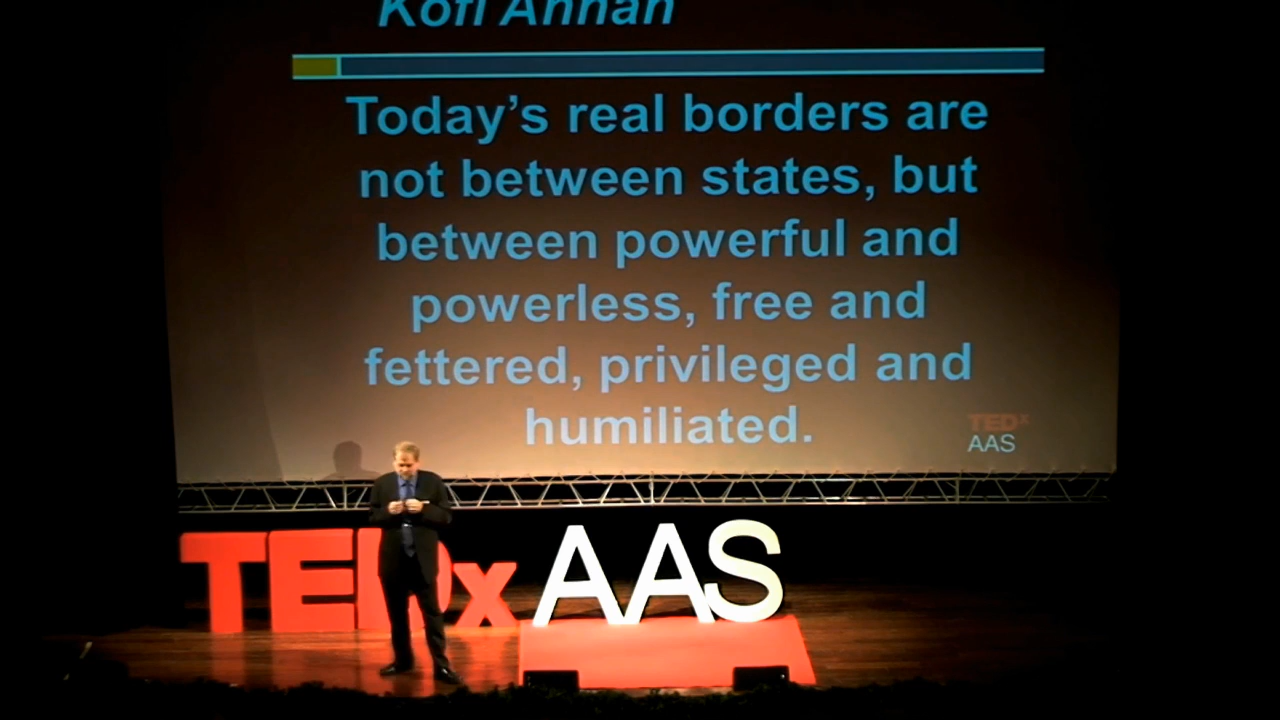 Kofi Annan
Today's real borders are
not between states, but
between powerful and
powerless, free and
fettered, privileged and
humiliated.
TEDx
AAS
TEDx AAS